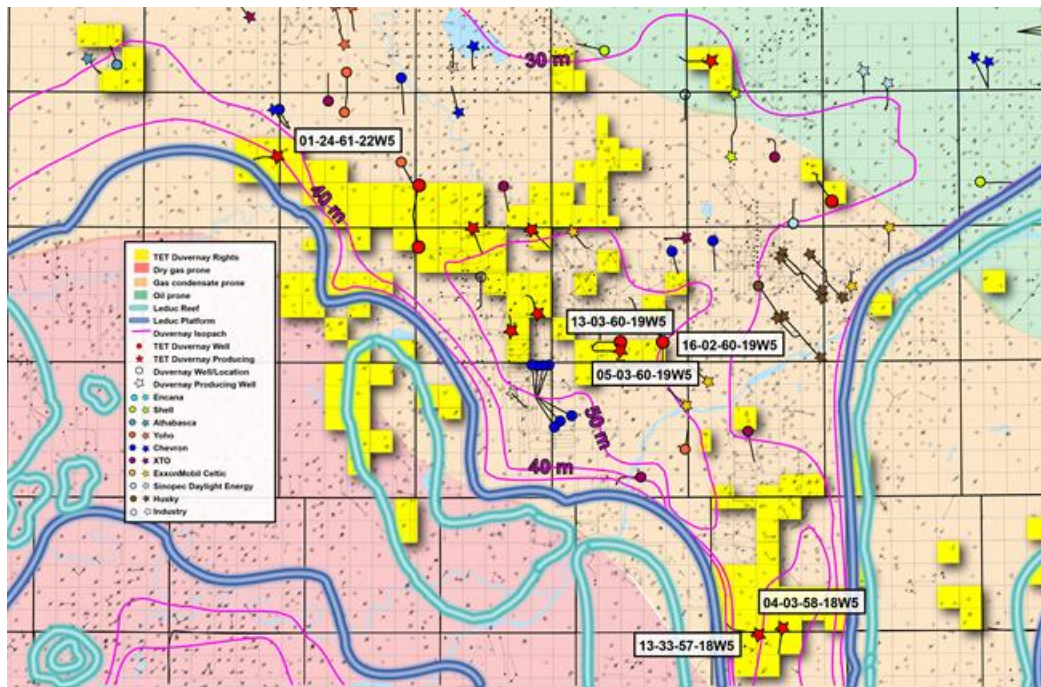 30 m
01-24-61-22W5
40 m
TET Duvernay Rights
Dry gas prone
Gas condensate prone
Oil prone
Leduc Reef
Leduc Platform
Duvernay Isopach
TET Duvernay Well
TET Duvernay Producing
Duvernay Well/Location
Duvernay Producing Well
Encana
Shell
Athabasca
Yoho
Chevron
XTO
ExxonMobil Celtic
Sinopec Daylight Energy
Husky
Industry
13-03-60-19W5
16-02-60-19W5
05-03-60-19W5
50 m
40 m
04-03-58-18W5
13-33-57-18W5